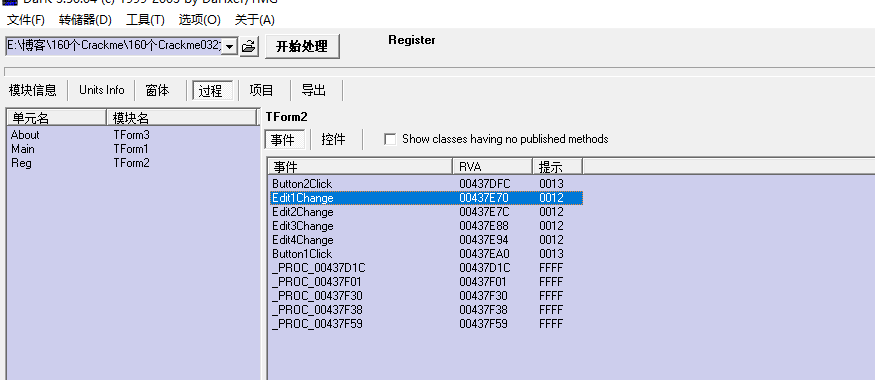 DarK 3.50.04 (c) 1999-2003 by DaFixer/TMG
文件(F) 转储器(D) 工具(T) 选项(O) 关于(A)
E:\博客\160个Crackme\160个Crackme032; 开始处理 Register
模块信息 Units Info 窗体 过程 项目 导出
单元名 模块名
About TForm3
Main TForm1
Reg TForm2
TForm2
事件 控件 Show classes having no published methods
事件 RVA 提示
Button2Click 00437DFC 0013
Edit1Change 00437E70 0012
Edit2Change 00437E7C 0012
Edit3Change 00437E88 0012
Edit4Change 00437E94 0012
Button1Click 00437EA0 0013
_PROC_00437D1C 00437D1C FFFF
_PROC_00437F01 00437F01 FFFF
_PROC_00437F30 00437F30 FFFF
_PROC_00437F38 00437F38 FFFF
_PROC_00437F59 00437F59 FFFF